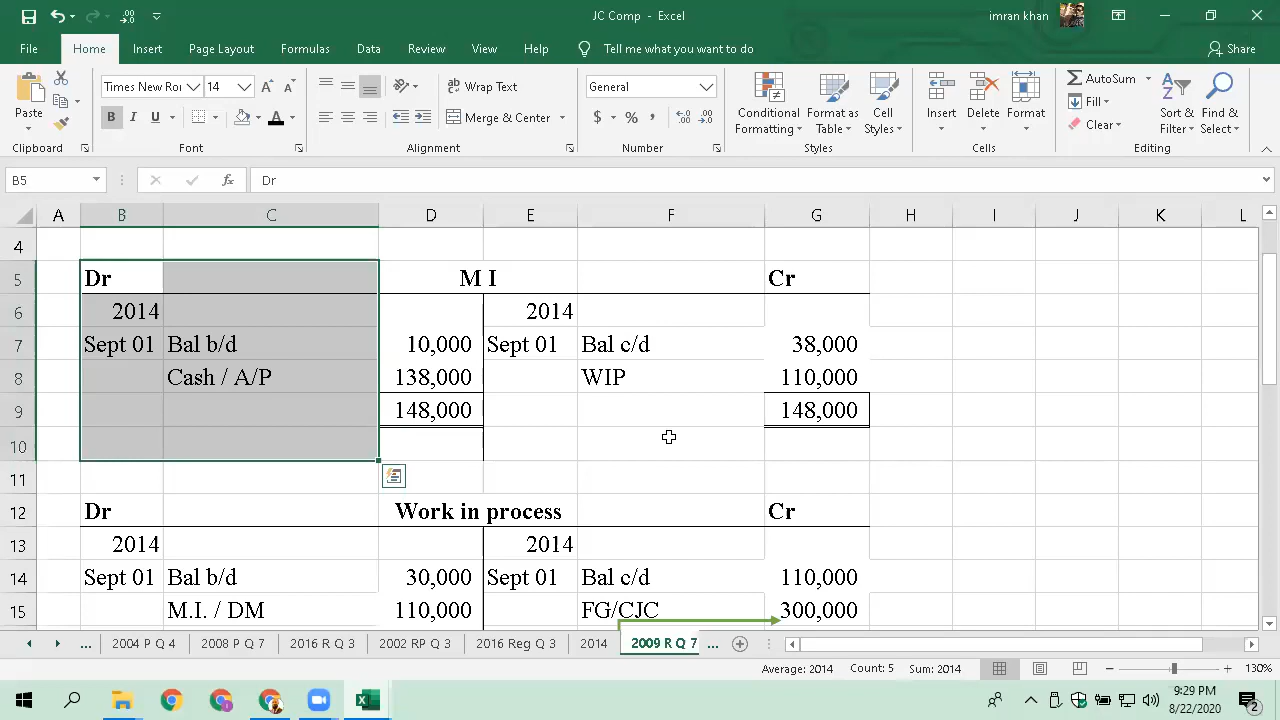 JC Comp - Excel
imran khan
File Home Insert Page Layout Formulas Data Review View Help Tell me what you want to do Share
Paste
Clipboard
Times New Roi 14
B I U A
Font
Wrap Text
Merge & Center
Alignment
General
$ % ,
Number
Conditional Formatting
Format as Table
Cell Styles
Styles
Insert Delete Format
Cells
AutoSum
Fill
Clear
Sort & Filter
Find & Select
Editing
B5 fx Dr
A B C D E F G H I J K L
4
5 Dr M I Cr
6 2014 2014
7 Sept 01 Bal b/d 10,000 Sept 01 Bal c/d 38,000
8 Cash / A/P 138,000 WIP 110,000
9 148,000 148,000
10
11
12 Dr Work in process Cr
13 2014 2014
14 Sept 01 Bal b/d 30,000 Sept 01 Bal c/d 110,000
15 M.I. / DM 110,000 FG/CJC 300,000
... 2004 P Q 4 2008 P Q 7 2016 R Q 3 2002 RP Q 3 2016 Reg Q 3 2014 2009 R Q 7 ...
Average: 2014 Count: 5 Sum: 2014 130%
9:29 PM
8/22/2020
2